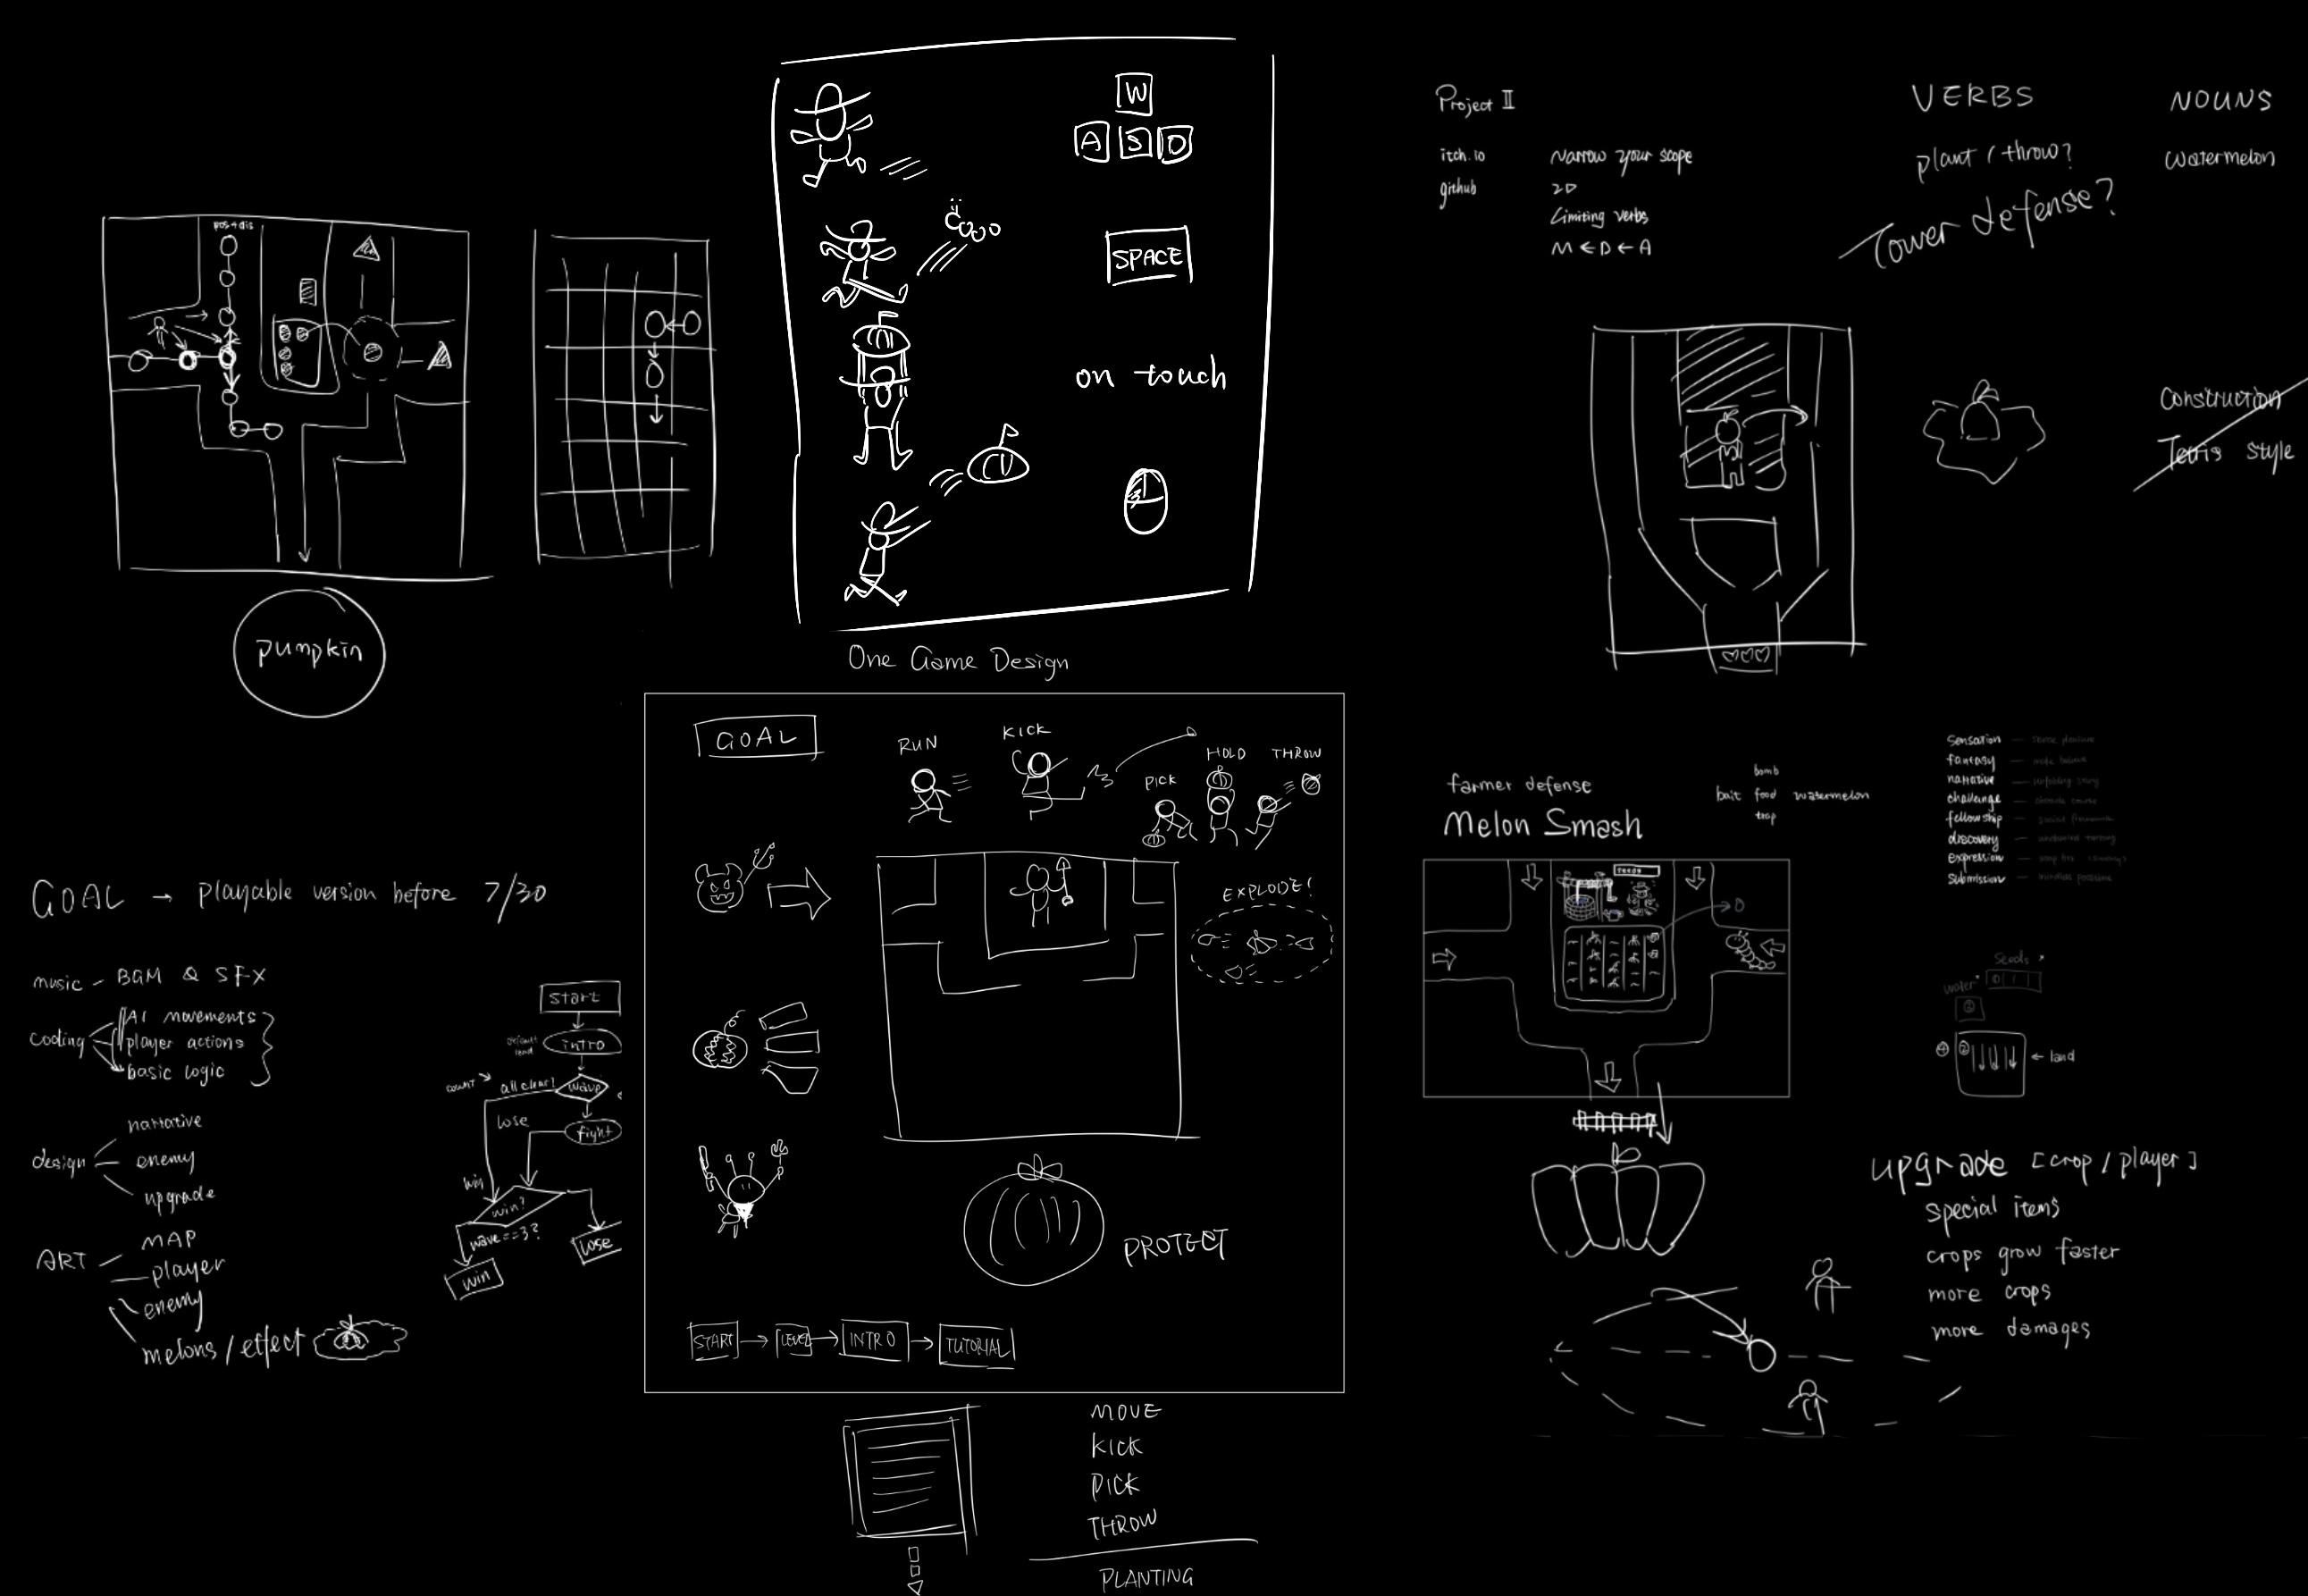 pos+dis
pumpkin
W
A S D
SPACE
on touch
One Game Design
Project II
itch.io
github
Narrow your scope
2D
Limiting verbs
M ← D ← A
VERBS
plant / throw?
Tower defense?
NOUNS
watermelon
Construction
Tetris style
GOAL → playable version before 7/30
music - BGM & SFX
coding
AI movements
player actions
basic logic
design
narrative
enemy
upgrade
ART
MAP
player
enemy
melons / effect
start
intro
count
all clear!
wave
lose
fight
win
win?
wave==3?
lose
win
GOAL
RUN
KICK
PICK
HOLD
THROW
EXPLODE!
PROTECT
START → LEVEL → INTRO → TUTORIAL
MOVE
KICK
PICK
THROW
PLANTING
farmer defense
Melon Smash
bomb
bait food watermelon
trap
Sensation
fantasy
narrative
challenge
fellowship
discovery
expression
submission
Seeds
water
← land
upgrade [crop / player]
special items
crops grow faster
more crops
more damages